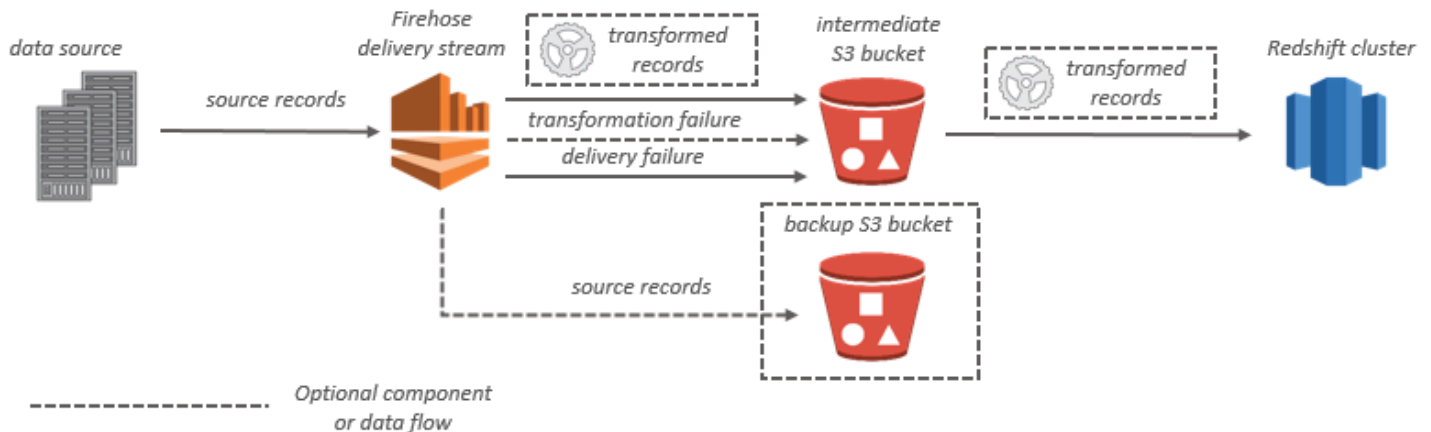 data source
source records
Firehose
delivery stream
transformed
records
transformation failure
delivery failure
intermediate
S3 bucket
transformed
records
Redshift cluster
backup S3 bucket
source records
Optional component
or data flow